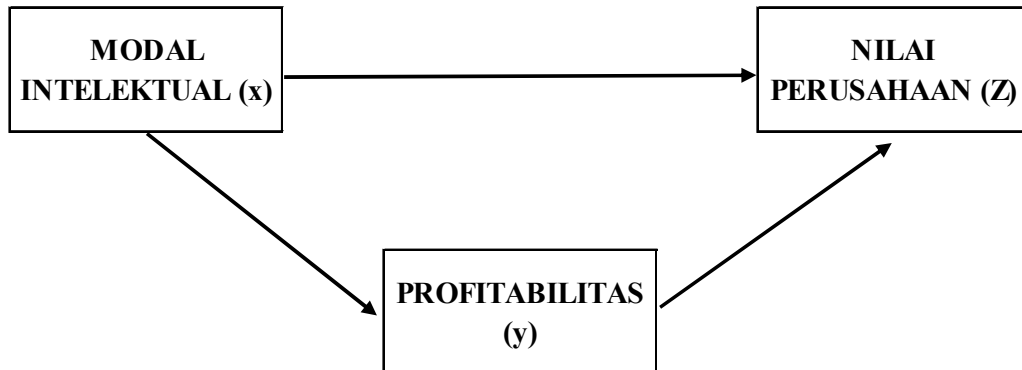 MODAL
INTELEKTUAL (x)
NILAI
PERUSAHAAN (Z)
PROFITABILITAS
(y)